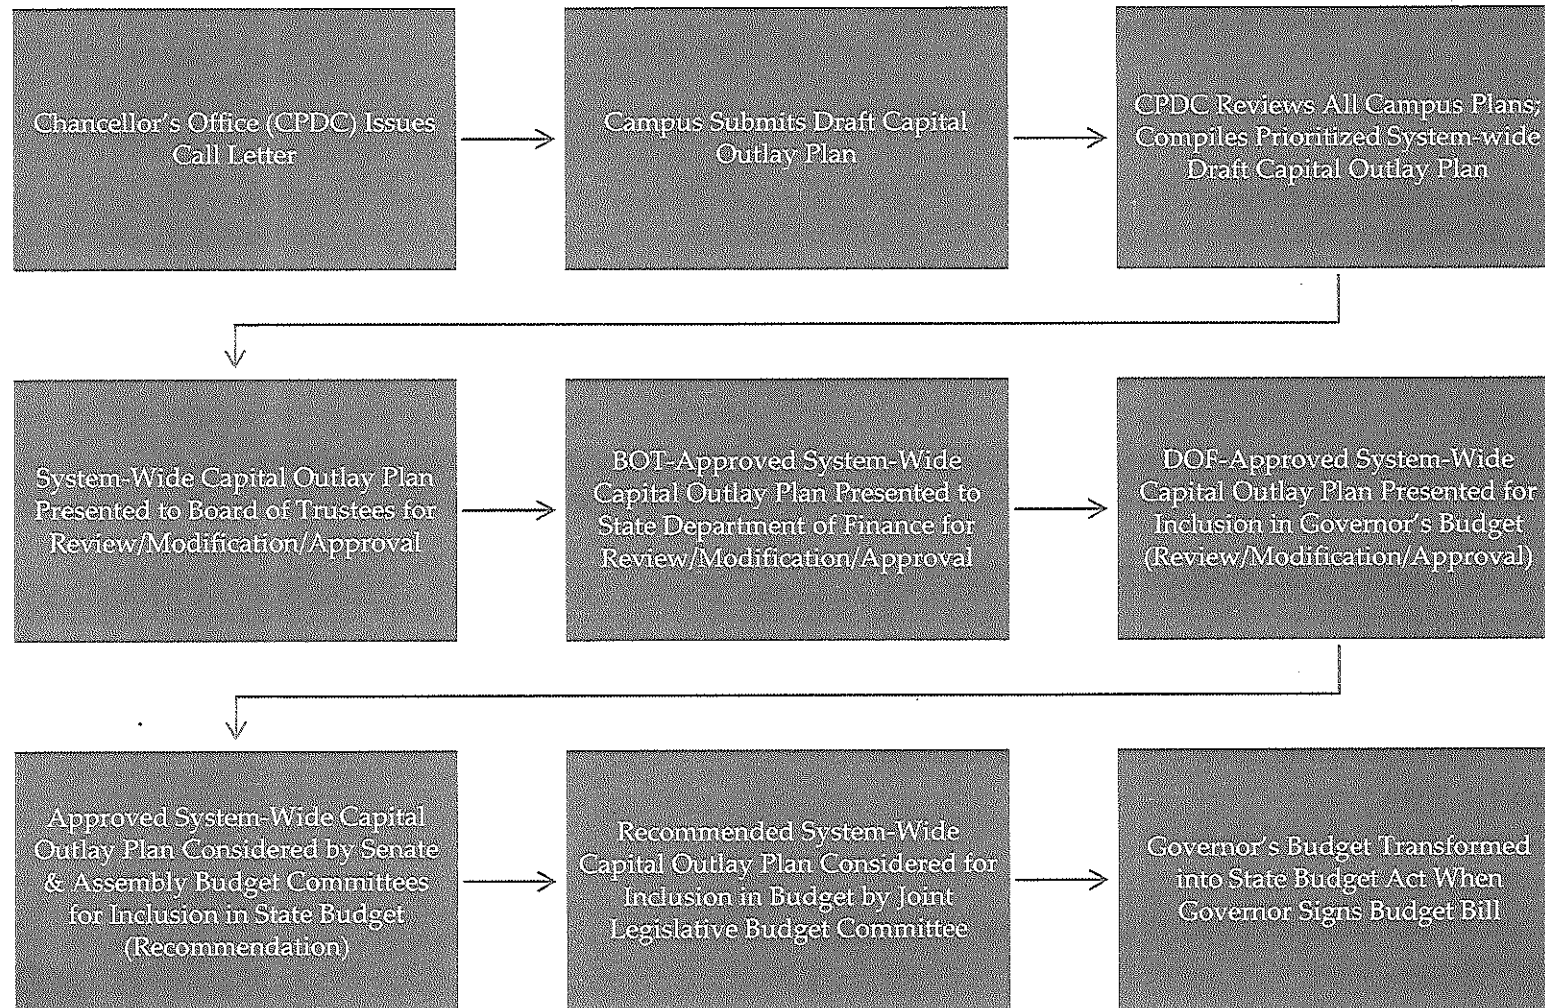 Chancellor's Office (CPDC) Issues
Call Letter
Campus Submits Draft Capital
Outlay Plan
CPDC Reviews All Campus Plans;
Compiles Prioritized System-wide
Draft Capital Outlay Plan
System-Wide Capital Outlay Plan
Presented to Board of Trustees for
Review/Modification/Approval
BOT-Approved System-Wide
Capital Outlay Plan Presented to
State Department of Finance for
Review/Modification/Approval
DOF-Approved System-Wide
Capital Outlay Plan Presented for
Inclusion in Governor's Budget
(Review/Modification/Approval)
Approved System-Wide Capital
Outlay Plan Considered by Senate
& Assembly Budget Committees
for Inclusion in State Budget
(Recommendation)
Recommended System-Wide
Capital Outlay Plan Considered for
Inclusion in Budget by Joint
Legislative Budget Committee
Governor's Budget Transformed
into State Budget Act When
Governor Signs Budget Bill